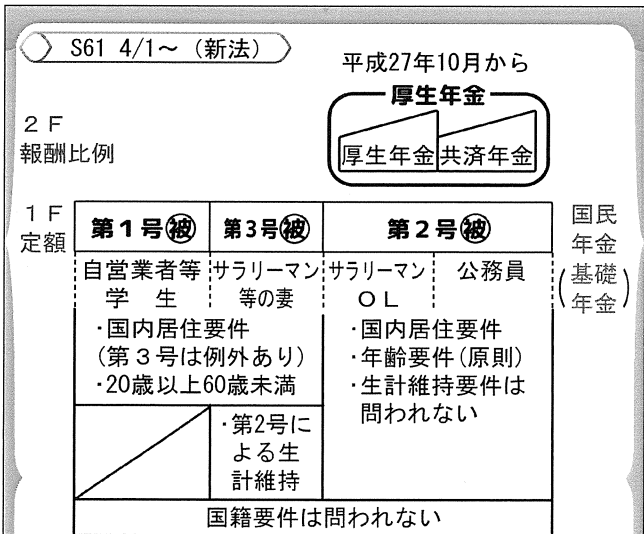 S61 4/1～（新法）
平成27年10月から
厚生年金
2F
報酬比例
厚生年金 共済年金
1F
定額
第1号㊙被 第3号被 第2号被
国民
年金
（基礎
年金）
自営業者等
学 生
サラリーマン
等の妻
サラリーマン
OL
公務員
・国内居住要件
（第3号は例外あり）
・20歳以上60歳未満
・国内居住要件
・年齢要件(原則)
・生計維持要件は
問われない
・第2号に
よる生
計維持
国籍要件は問われない